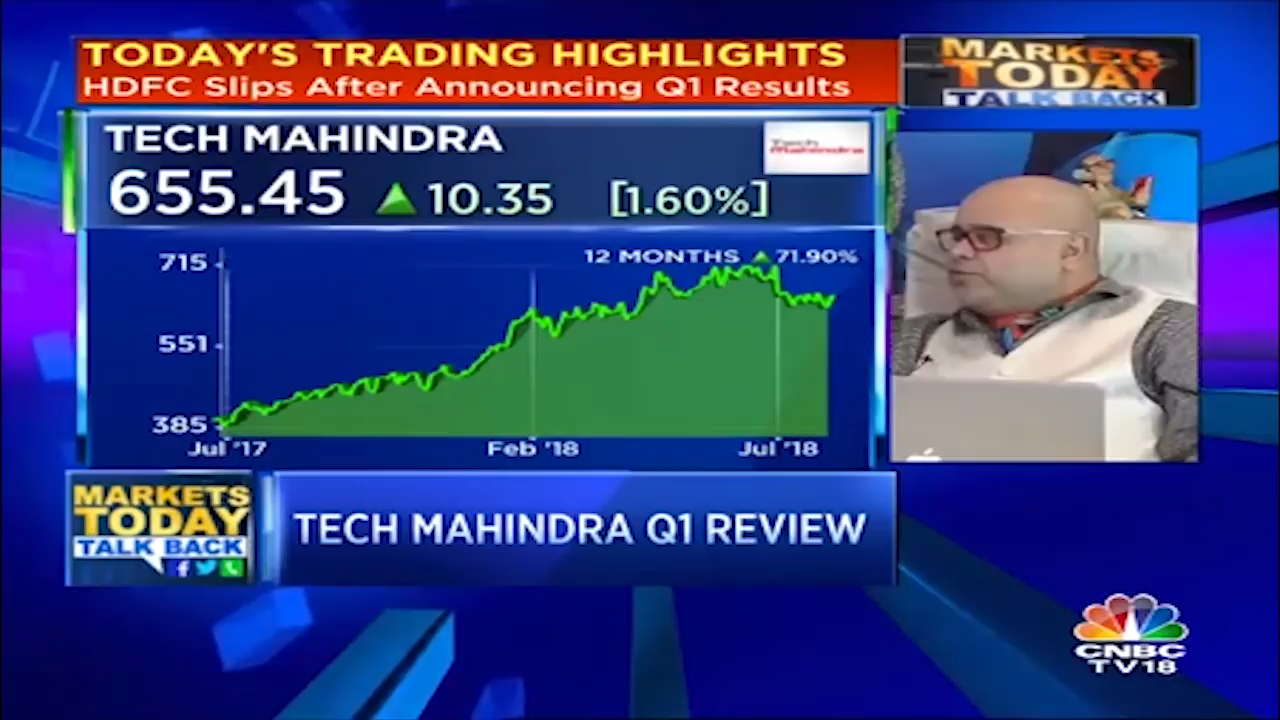 TODAY'S TRADING HIGHLIGHTS
HDFC Slips After Announcing Q1 Results
MARKETS
TODAY
TALK BACK
TECH MAHINDRA
Tech
Mahindra
655.45 ▲ 10.35 [1.60%]
12 MONTHS ▲ 71.90%
715
551
385
Jul '17 Feb '18 Jul '18
MARKETS
TODAY
TALK BACK
TECH MAHINDRA Q1 REVIEW
CNBC
TV18